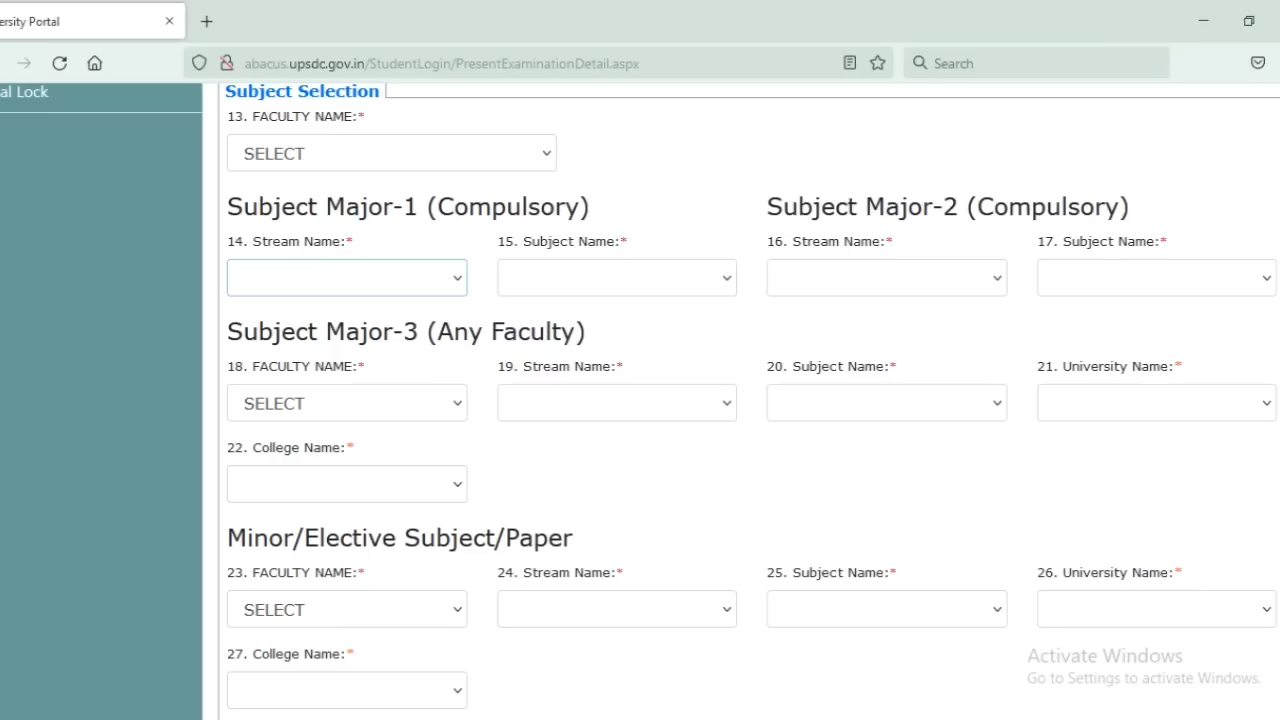 ersity Portal
abacus.upsdc.gov.in/StudentLogin/PresentExaminationDetail.aspx
Search
al Lock
Subject Selection
13. FACULTY NAME:*
SELECT
Subject Major-1 (Compulsory)
Subject Major-2 (Compulsory)
14. Stream Name:*
15. Subject Name:*
16. Stream Name:*
17. Subject Name:*
Subject Major-3 (Any Faculty)
18. FACULTY NAME:*
19. Stream Name:*
20. Subject Name:*
21. University Name:*
SELECT
22. College Name:*
Minor/Elective Subject/Paper
23. FACULTY NAME:*
24. Stream Name:*
25. Subject Name:*
26. University Name:*
SELECT
27. College Name:*
Activate Windows
Go to Settings to activate Windows.